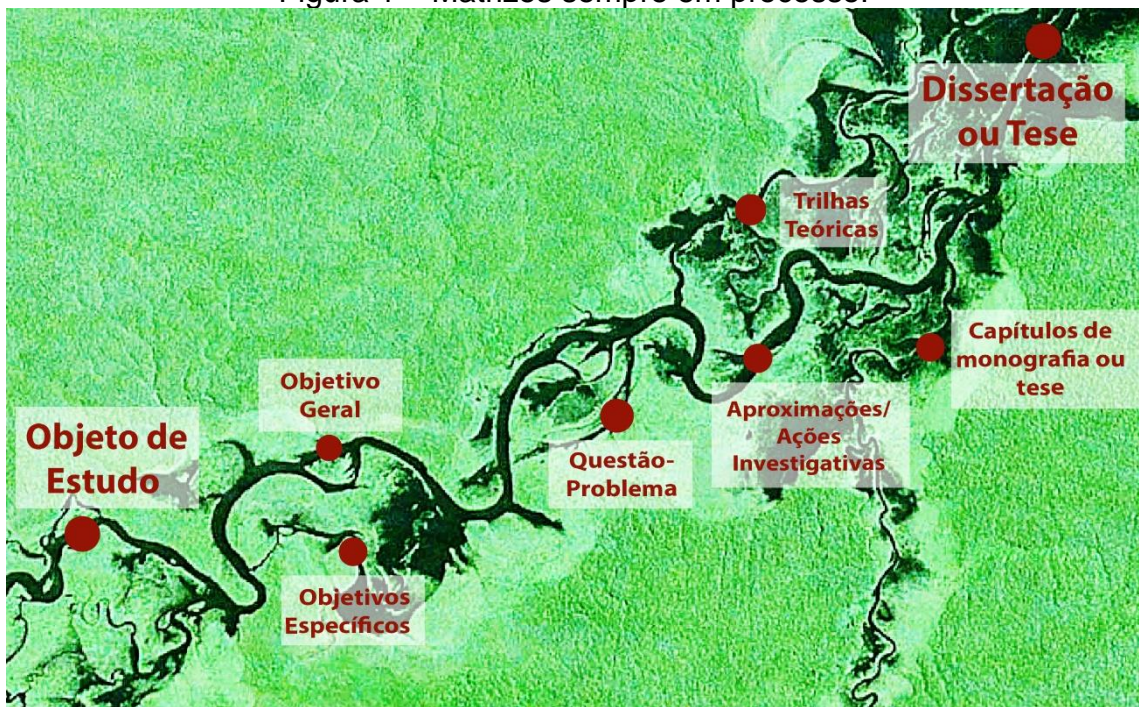 Dissertação
ou Tese
Trilhas
Teóricas
Capítulos de
monografia ou
tese
Objetivo
Geral
Aproximações/
Ações
Investigativas
Objeto de
Estudo
Questão-
Problema
Objetivos
Específicos